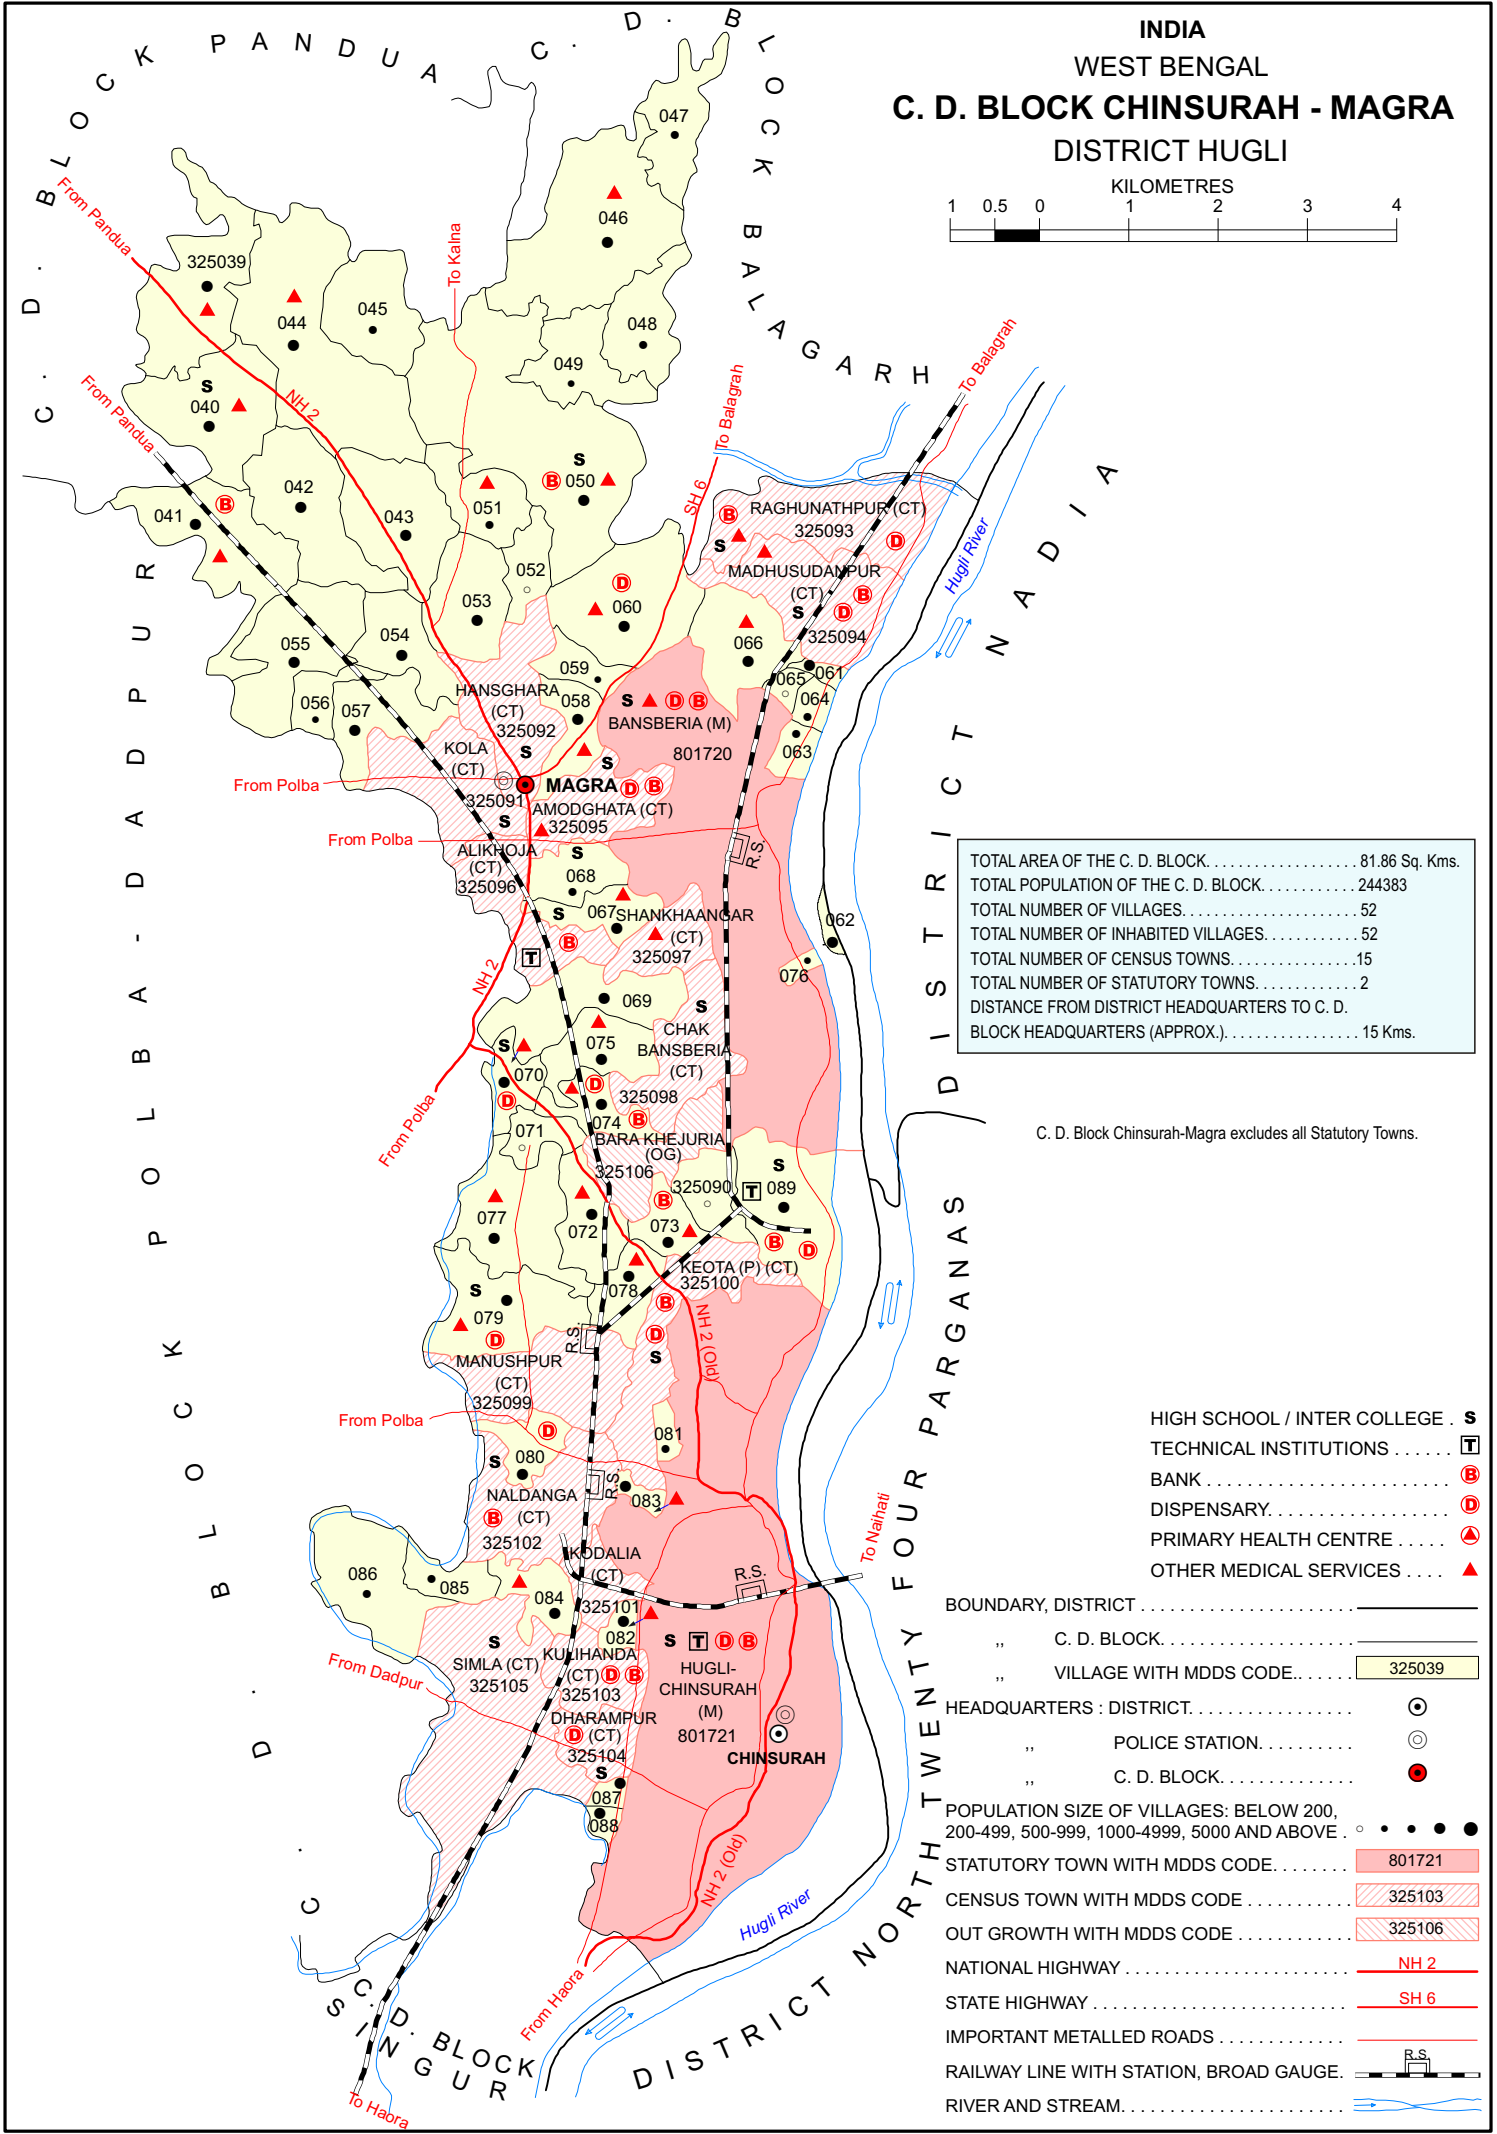 INDIA
WEST BENGAL
C. D. BLOCK CHINSURAH - MAGRA
DISTRICT HUGLI
KILOMETRES
1 0.5 0 1 2 3 4
C. D. BLOCK PANDUA
C. D. BLOCK BALAGARH
DISTRICT NADIA
C. D. BLOCK POLBA - DADPUR
DISTRICT NORTH TWENTY FOUR PARGANAS
C. D. BLOCK
SINGUR
From Pandua
From Pandua
To Kalna
To Balagrah
To Balagrah
NH 2
SH 6
Hugli River
047
046
325039
044
045
048
049
040
042
041
043
051
050
052
053
060
055
054
056
057
059
058
066
061
065
064
063
S
B
D
RAGHUNATHPUR (CT)
325093
MADHUSUDANPUR
(CT)
325094
HANSGHARA
(CT)
325092
BANSBERIA (M)
801720
KOLA
(CT)
325091
MAGRA
AMODGHATA (CT)
325095
From Polba
From Polba
ALIKHOJA
(CT)
325096
R.S.
068
067
SHANKHAANGAR
(CT)
325097
062
076
T
NH 2
069
075
CHAK
BANSBERIA
(CT)
325098
070
074
071
From Polba
BARA KHEJURIA
(OG)
325106
325090
089
077
072
073
078
KEOTA (P) (CT)
325100
079
R.S.
NH 2 (Old)
MANUSHPUR
(CT)
325099
From Polba
080
081
R.S.
083
NALDANGA
(CT)
325102
KODALIA
(CT)
325101
R.S.
To Naihati
086
085
084
082
SIMLA (CT)
325105
KULIHANDA
(CT)
325103
S T D B
HUGLI-
CHINSURAH
(M)
801721
From Dadpur
DHARAMPUR
(CT)
325104
CHINSURAH
087
088
NH 2 (Old)
Hugli River
From Haora
To Haora
TOTAL AREA OF THE C. D. BLOCK. . . . . . . . . . . . . . . . . . 81.86 Sq. Kms.
TOTAL POPULATION OF THE C. D. BLOCK. . . . . . . . . . . . 244383
TOTAL NUMBER OF VILLAGES. . . . . . . . . . . . . . . . . . . . . 52
TOTAL NUMBER OF INHABITED VILLAGES. . . . . . . . . . . . 52
TOTAL NUMBER OF CENSUS TOWNS. . . . . . . . . . . . . . . 15
TOTAL NUMBER OF STATUTORY TOWNS. . . . . . . . . . . . . 2
DISTANCE FROM DISTRICT HEADQUARTERS TO C. D.
BLOCK HEADQUARTERS (APPROX.). . . . . . . . . . . . . . . . . 15 Kms.
C. D. Block Chinsurah-Magra excludes all Statutory Towns.
HIGH SCHOOL / INTER COLLEGE . S
TECHNICAL INSTITUTIONS . . . . . . T
BANK . . . . . . . . . . . . . . . . . . . . . . . . B
DISPENSARY. . . . . . . . . . . . . . . . . . D
PRIMARY HEALTH CENTRE . . . . .
OTHER MEDICAL SERVICES . . . .
BOUNDARY, DISTRICT . . . . . . . . . . . . . . . . . . . . .
,, C. D. BLOCK. . . . . . . . . . . . . . . . . . .
,, VILLAGE WITH MDDS CODE. . . . . . 325039
HEADQUARTERS : DISTRICT. . . . . . . . . . . . . . . .
,, POLICE STATION. . . . . . . . .
,, C. D. BLOCK. . . . . . . . . . . . .
POPULATION SIZE OF VILLAGES: BELOW 200,
200-499, 500-999, 1000-4999, 5000 AND ABOVE .
STATUTORY TOWN WITH MDDS CODE. . . . . . . 801721
CENSUS TOWN WITH MDDS CODE . . . . . . . . . . 325103
OUT GROWTH WITH MDDS CODE . . . . . . . . . . . 325106
NATIONAL HIGHWAY . . . . . . . . . . . . . . . . . . . . . . NH 2
STATE HIGHWAY . . . . . . . . . . . . . . . . . . . . . . . . . SH 6
IMPORTANT METALLED ROADS . . . . . . . . . . . . .
RAILWAY LINE WITH STATION, BROAD GAUGE. R.S.
RIVER AND STREAM. . . . . . . . . . . . . . . . . . . . . .